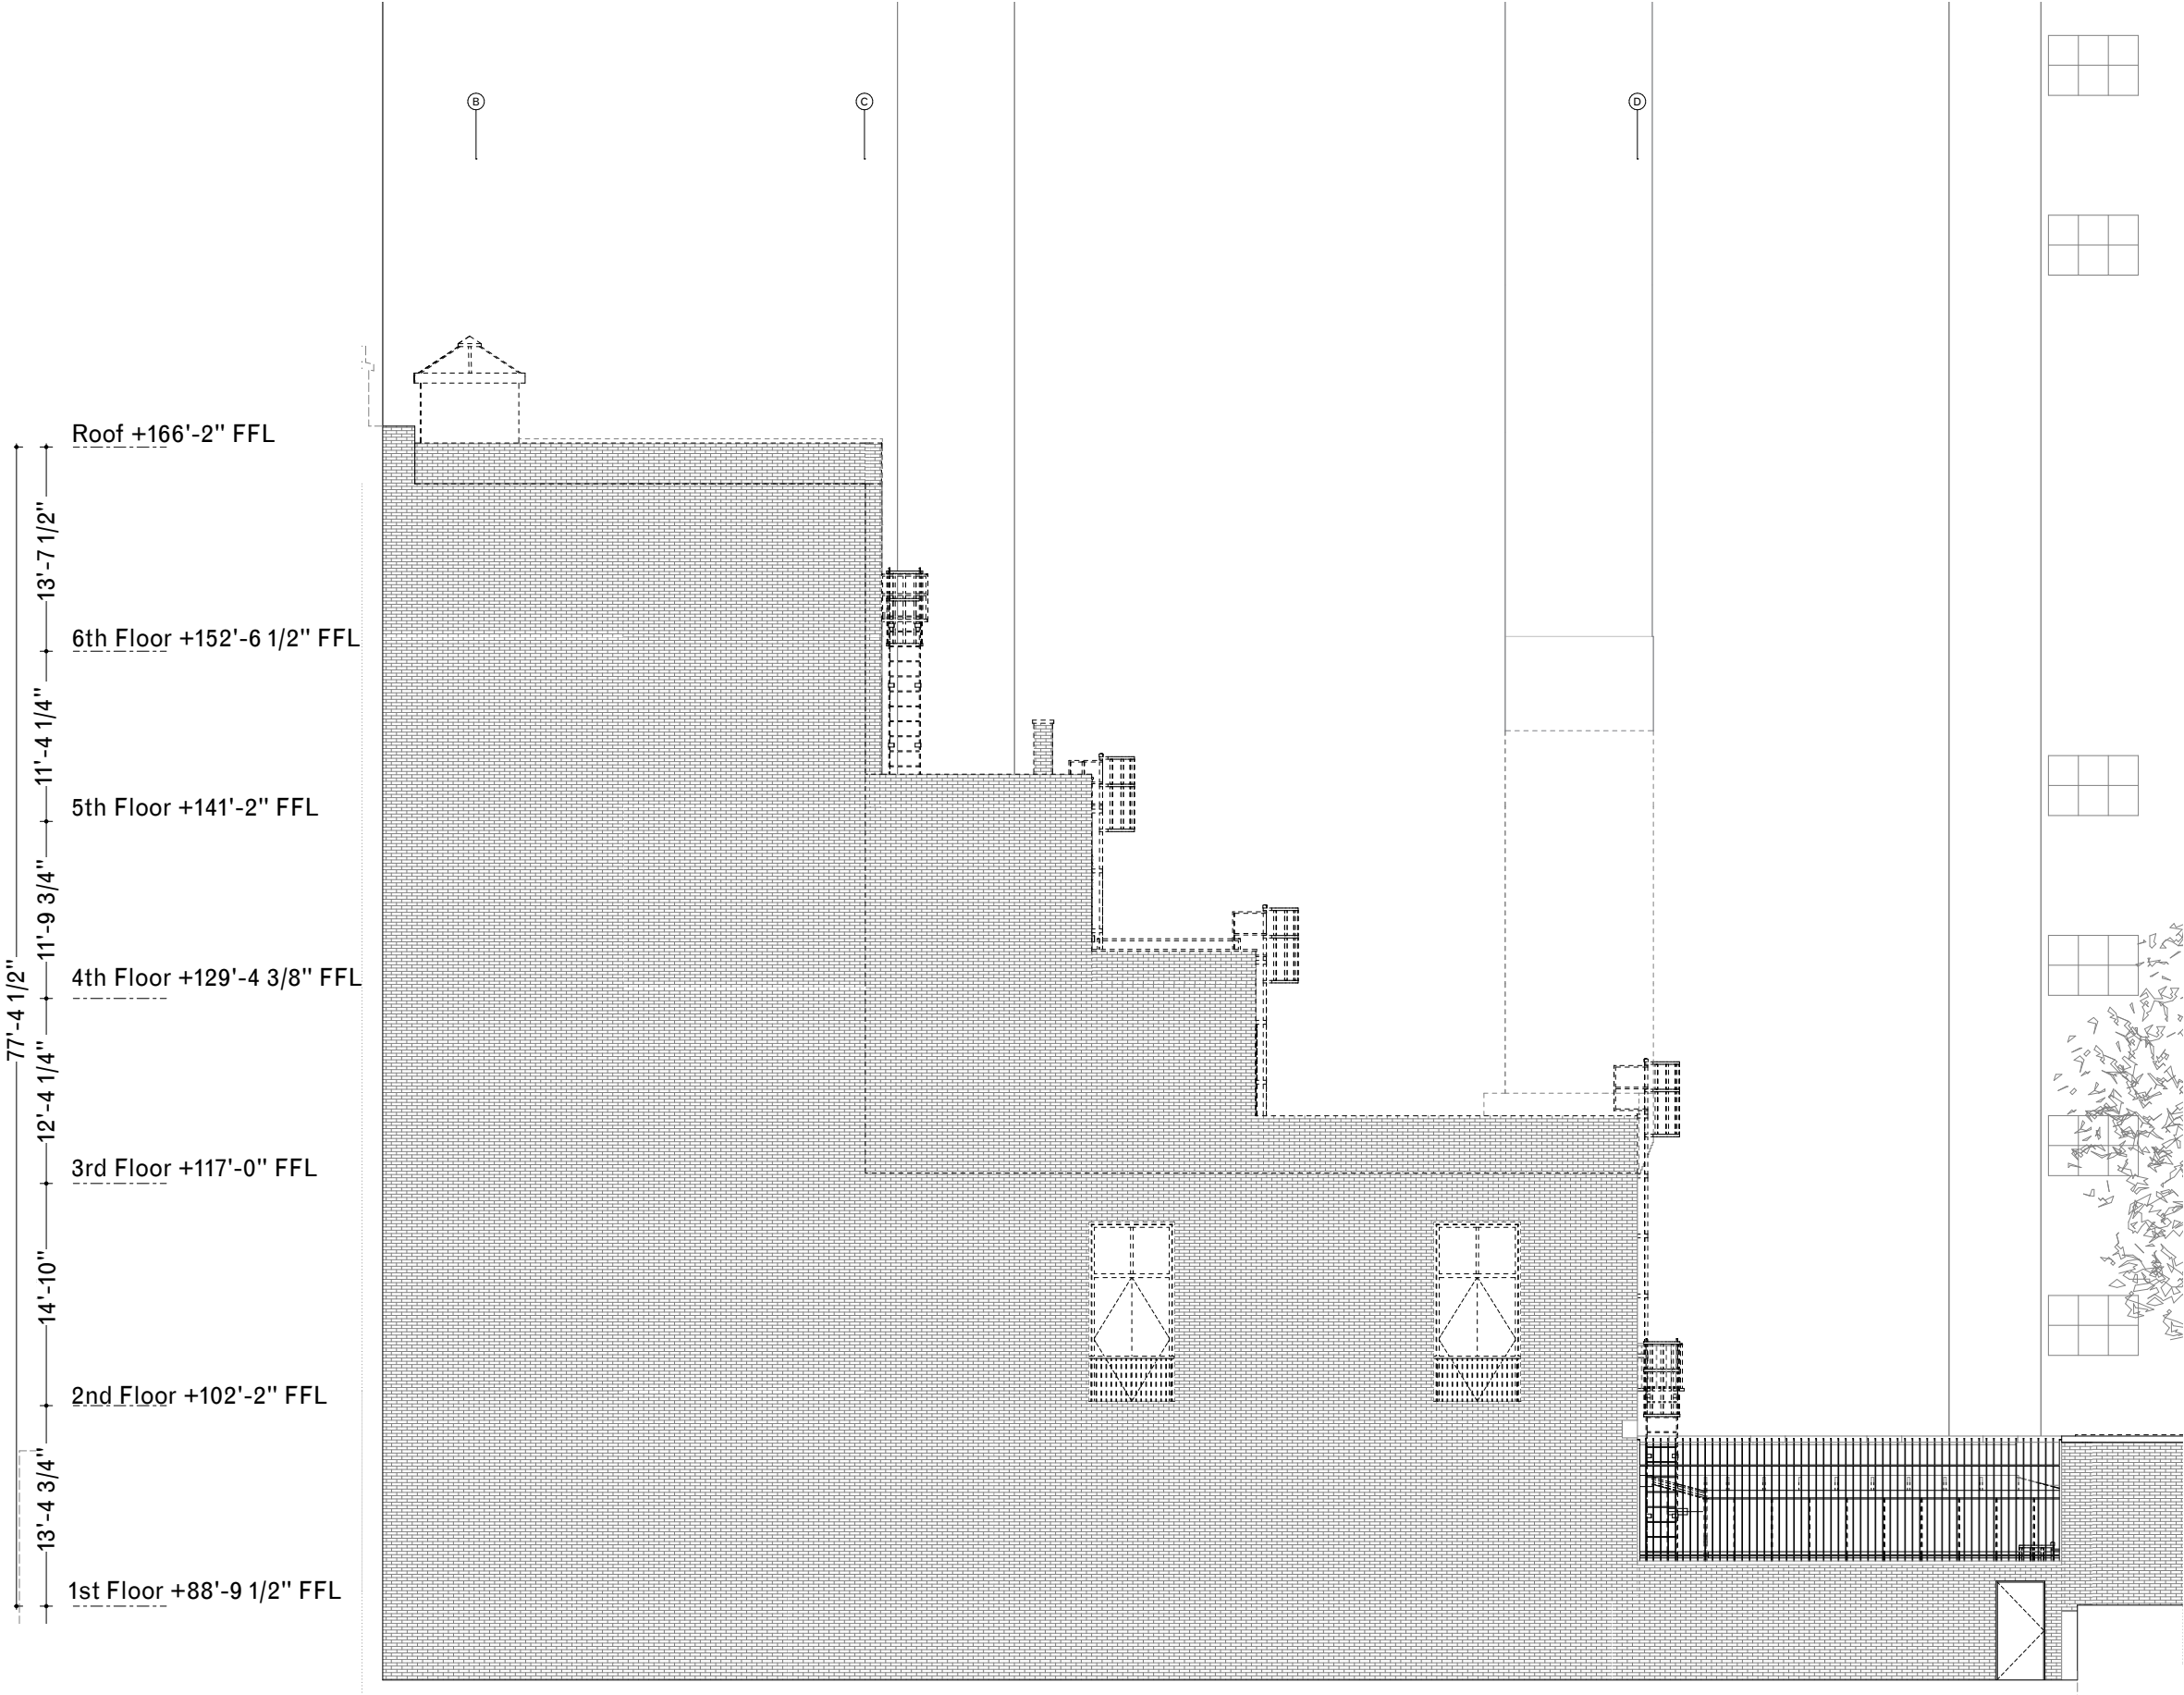 B
C
D
Roof +166'-2" FFL
13'-7 1/2"
6th Floor +152'-6 1/2" FFL
11'-4 1/4"
5th Floor +141'-2" FFL
11'-9 3/4"
4th Floor +129'-4 3/8" FFL
77'-4 1/2"
12'-4 1/4"
3rd Floor +117'-0" FFL
14'-10"
2nd Floor +102'-2" FFL
13'-4 3/4"
1st Floor +88'-9 1/2" FFL